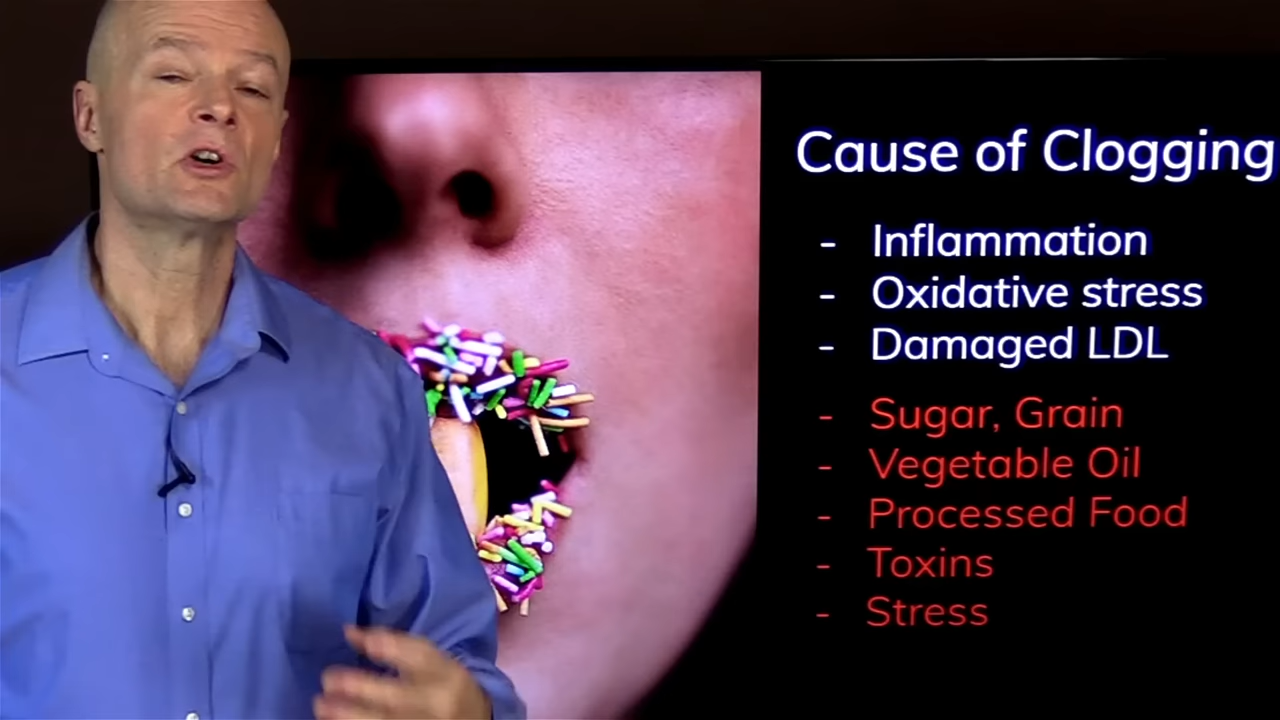 Cause of Clogging
- Inflammation
- Oxidative stress
- Damaged LDL
- Sugar, Grain
- Vegetable Oil
- Processed Food
- Toxins
- Stress